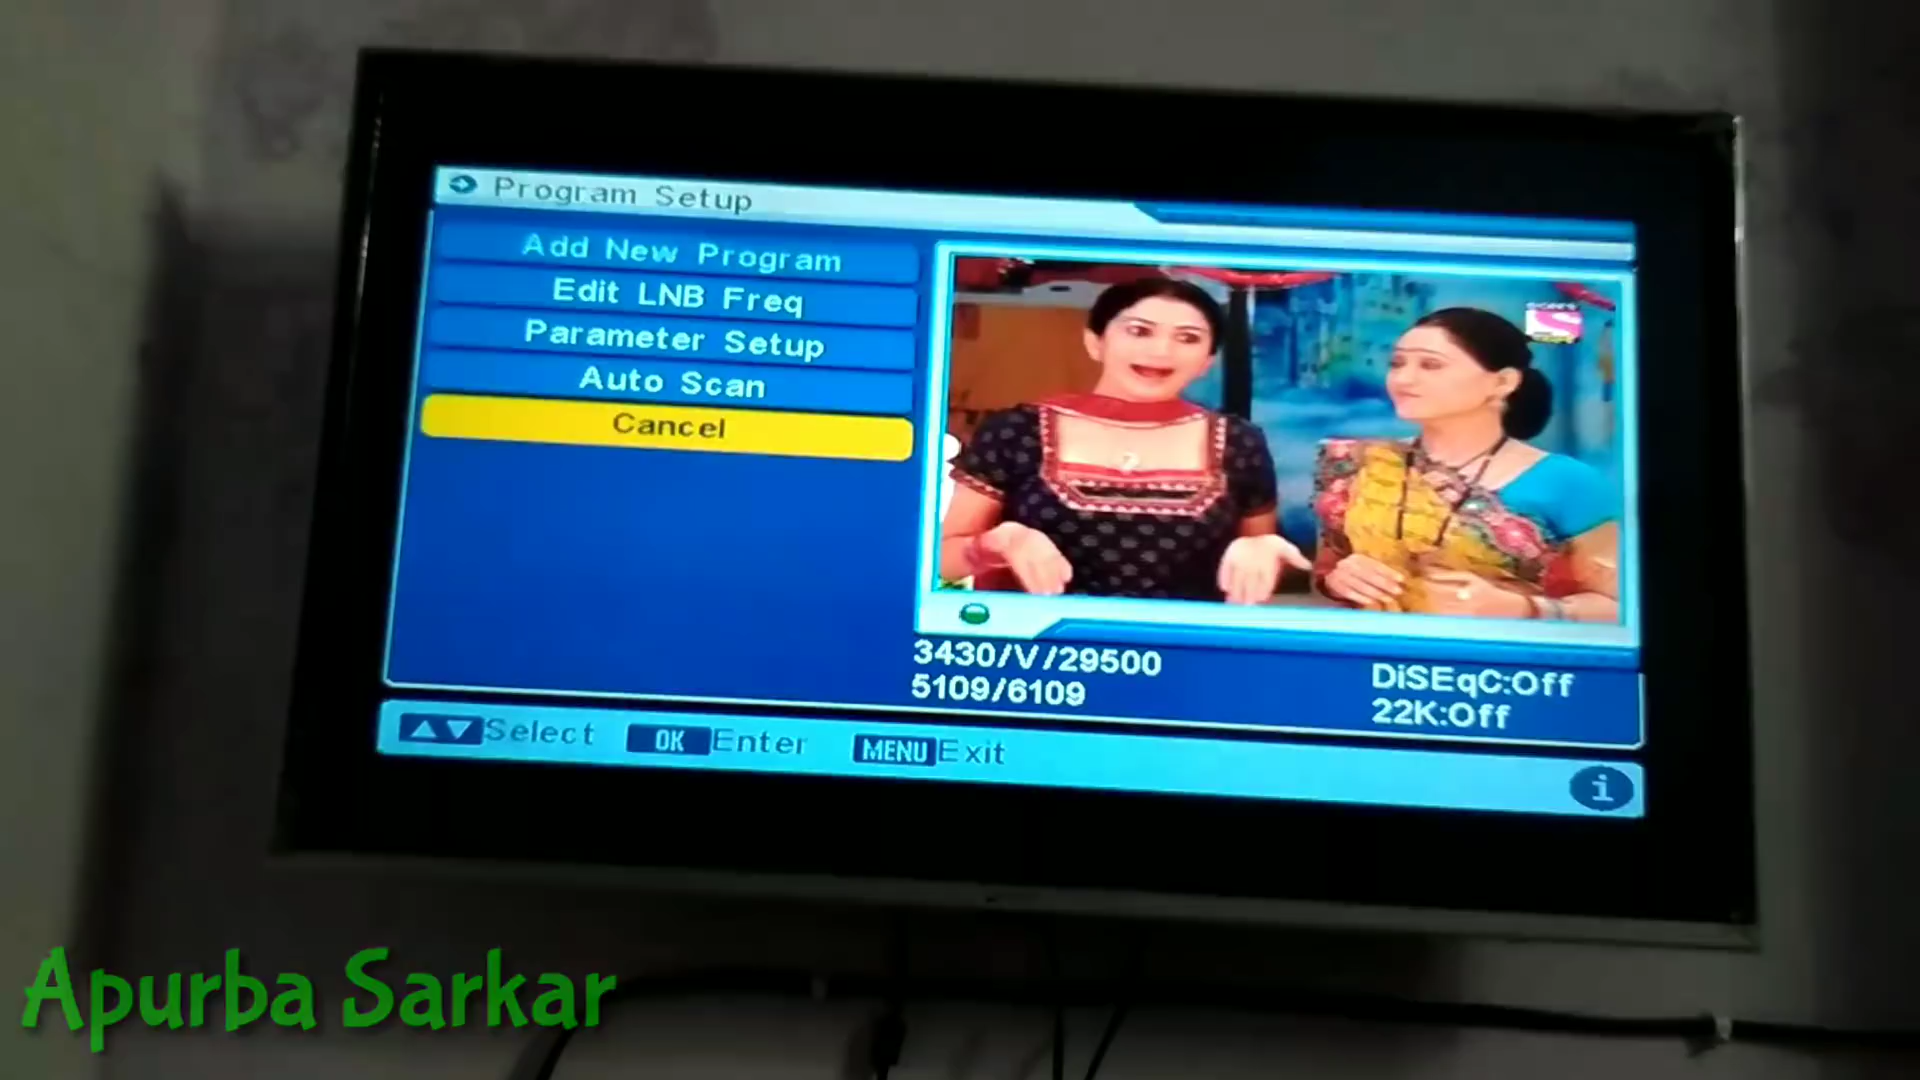 Program Setup
Add New Program
Edit LNB Freq
Parameter Setup
Auto Scan
Cancel
3430/V/29500
5109/6109
DiSEqC:Off
22K:Off
Select OK Enter MENU Exit
i
Apurba Sarkar